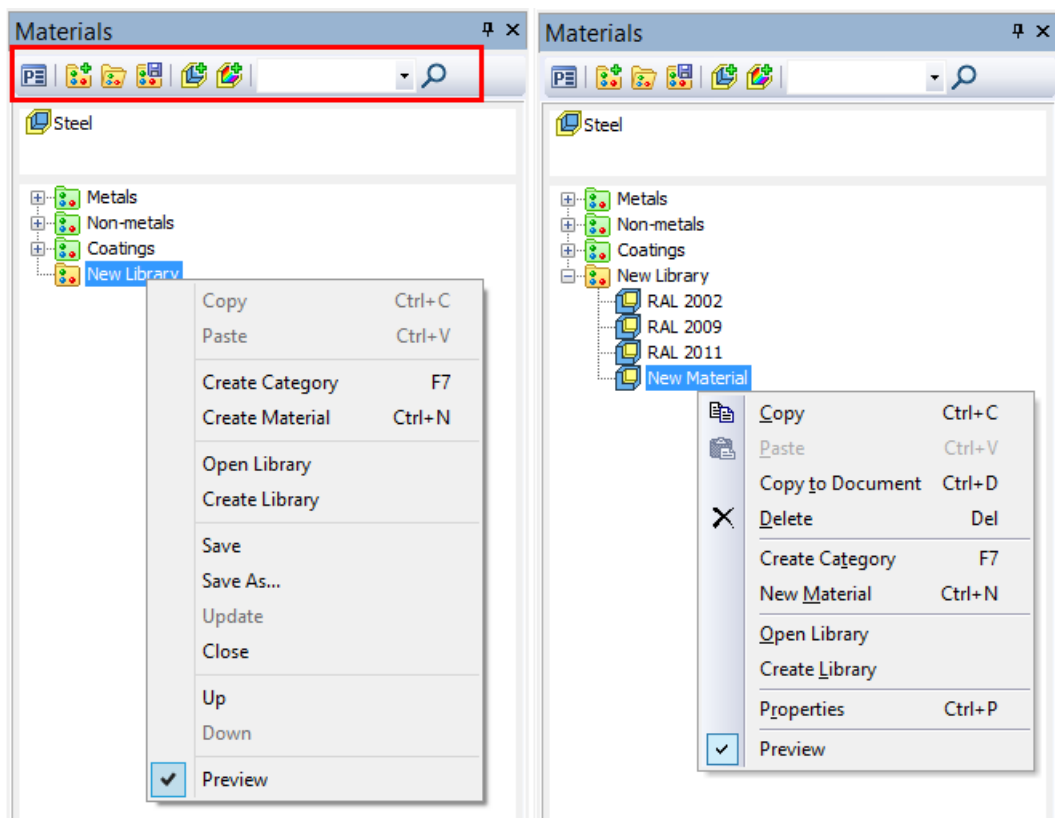 Materials
Steel
Metals
Non-metals
Coatings
New Library
Copy Ctrl+C
Paste Ctrl+V
Create Category F7
Create Material Ctrl+N
Open Library
Create Library
Save
Save As...
Update
Close
Up
Down
Preview
Materials
Steel
Metals
Non-metals
Coatings
New Library
RAL 2002
RAL 2009
RAL 2011
New Material
Copy Ctrl+C
Paste Ctrl+V
Copy to Document Ctrl+D
Delete Del
Create Category F7
New Material Ctrl+N
Open Library
Create Library
Properties Ctrl+P
Preview